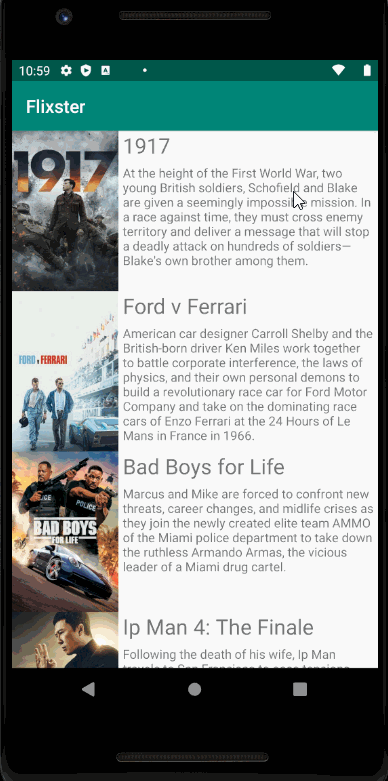 10:59
Flixster
1917
1917
At the height of the First World War, two
young British soldiers, Schofield and Blake
are given a seemingly impossible mission. In
a race against time, they must cross enemy
territory and deliver a message that will stop
a deadly attack on hundreds of soldiers—
Blake's own brother among them.
FORD v FERRARI
Ford v Ferrari
American car designer Carroll Shelby and the
British-born driver Ken Miles work together
to battle corporate interference, the laws of
physics, and their own personal demons to
build a revolutionary race car for Ford Motor
Company and take on the dominating race
cars of Enzo Ferrari at the 24 Hours of Le
Mans in France in 1966.
POLICE
BAD BOYS
FOR LIFE
Bad Boys for Life
Marcus and Mike are forced to confront new
threats, career changes, and midlife crises as
they join the newly created elite team AMMO
of the Miami police department to take down
the ruthless Armando Armas, the vicious
leader of a Miami drug cartel.
Ip Man 4: The Finale
Following the death of his wife, Ip Man
travels to San Francisco to ease tensions